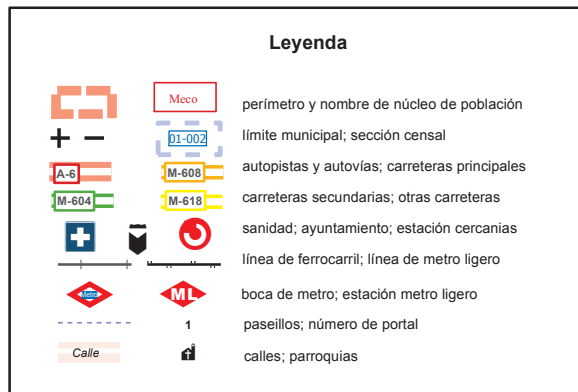 Leyenda
Meco perímetro y nombre de núcleo de población
01-002 límite municipal; sección censal
A-6 M-608 autopistas y autovías; carreteras principales
M-604 M-618 carreteras secundarias; otras carreteras
sanidad; ayuntamiento; estación cercanias
línea de ferrocarril; línea de metro ligero
Metro ML boca de metro; estación metro ligero
1 paseillos; número de portal
Calle calles; parroquias